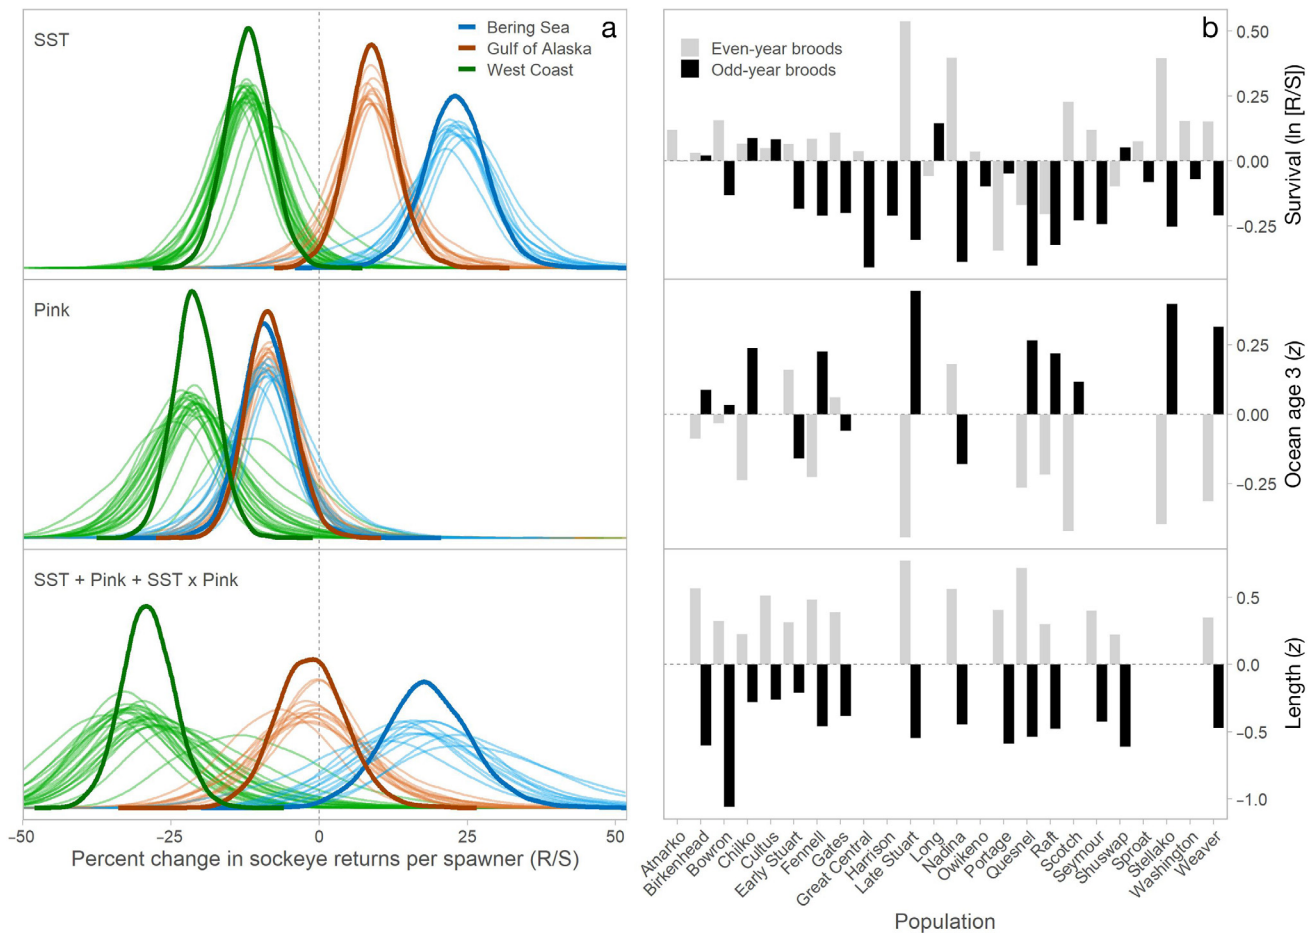 SST
a
Bering Sea
Gulf of Alaska
West Coast
Pink
SST + Pink + SST x Pink
−50
−25
0
25
50
Percent change in sockeye returns per spawner (R/S)
b
Even-year broods
Odd-year broods
0.50
0.25
0.00
−0.25
Survival (ln [R/S])
0.25
0.00
−0.25
Ocean age 3 (z)
0.5
0.0
−0.5
−1.0
Length (z)
Atnarko
Birkenhead
Bowron
Chilko
Cultus
Early Stuart
Fennell
Gates
Great Central
Harrison
Late Stuart
Long
Nadina
Owikeno
Portage
Quesnel
Raft
Scotch
Seymour
Shuswap
Sproat
Stellako
Washington
Weaver
Population